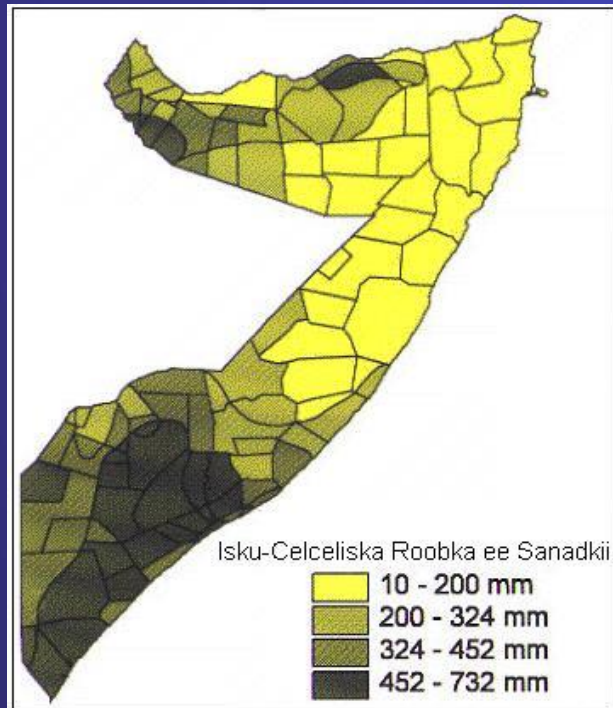 Isku-Celceliska Roobka ee Sanadkii
10 - 200 mm
200 - 324 mm
324 - 452 mm
452 - 732 mm